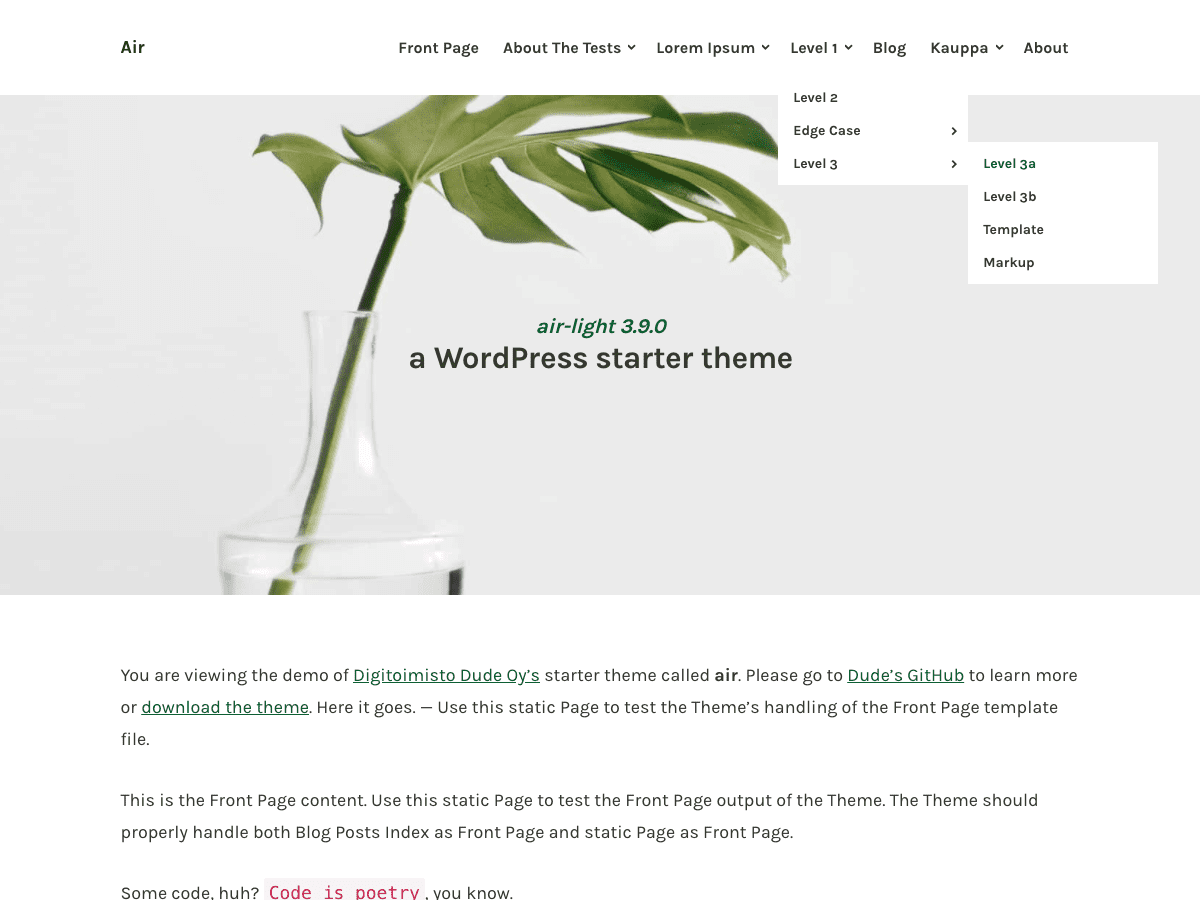 Air
Front Page About The Tests Lorem Ipsum Level 1 Blog Kauppa About
Level 2
Edge Case
Level 3
Level 3a
Level 3b
Template
Markup
air-light 3.9.0
a WordPress starter theme
You are viewing the demo of Digitoimisto Dude Oy’s starter theme called air. Please go to Dude’s GitHub to learn more
or download the theme. Here it goes. — Use this static Page to test the Theme’s handling of the Front Page template
file.
This is the Front Page content. Use this static Page to test the Front Page output of the Theme. The Theme should
properly handle both Blog Posts Index as Front Page and static Page as Front Page.
Some code, huh? Code is poetry, you know.